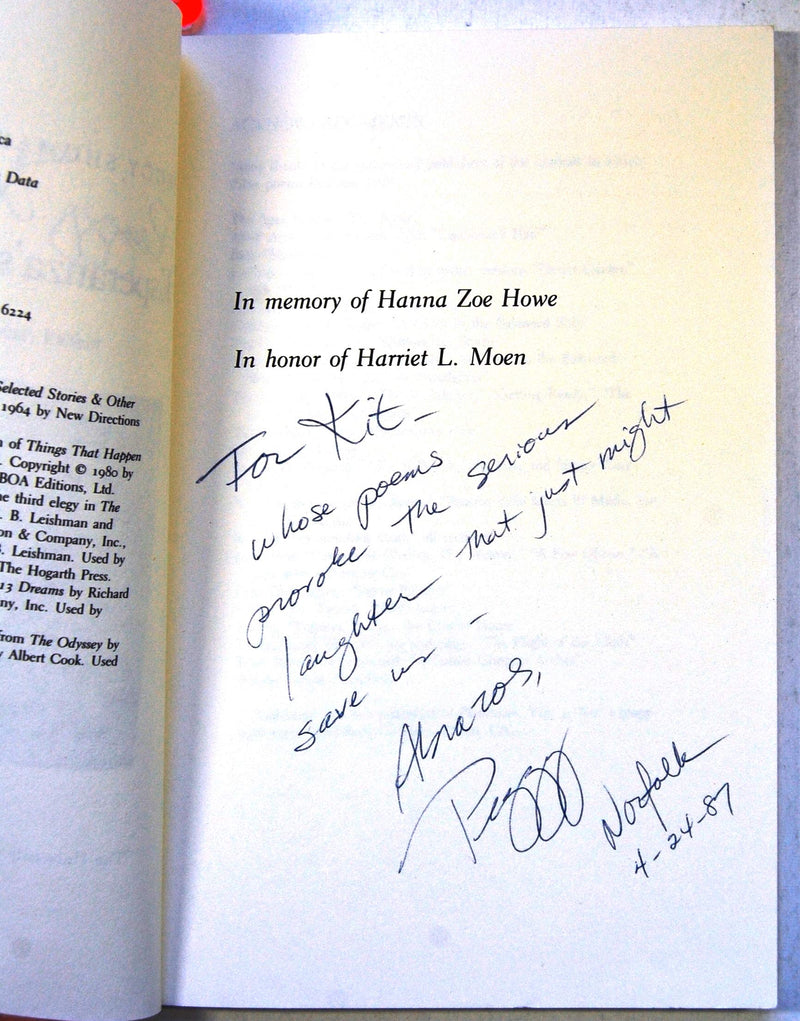 ca
Data
6224
Selected Stories & Other
1964 by New Directions
n of Things That Happen
Copyright © 1980 by
BOA Editions, Ltd.
e third elegy in The
B. Leishman and
on & Company, Inc.,
Leishman. Used by
The Hogarth Press.
13 Dreams by Richard
ny, Inc. Used by
from The Odyssey by
Albert Cook. Used
In memory of Hanna Zoe Howe
In honor of Harriet L. Moen
For Kit-
whose poems
provoke the serious
laughter that just might
save us -
Abrazos,
Peggy
Norfolk
4-24-87